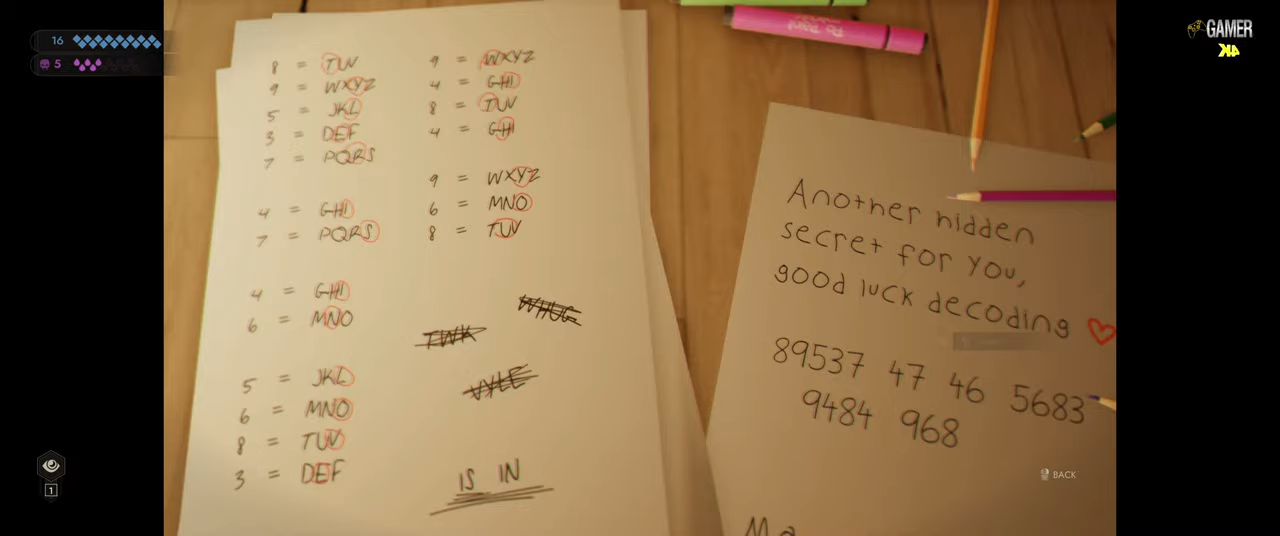 16
5
8 = TUV
9 = WXYZ
5 = JKL
3 = DEF
7 = PQRS
4 = GHI
7 = PQRS
4 = GHI
6 = MNO
5 = JKL
6 = MNO
8 = TUV
3 = DEF
9 = WXYZ
4 = GHI
8 = TUV
4 = GHI
9 = WXYZ
6 = MNO
8 = TUV
WHUG
TWK
VYLE
IS IN
Another hidden
secret for you,
good luck decoding
89537 47 46 5683
9484 968
BACK
1
GAMER
4K